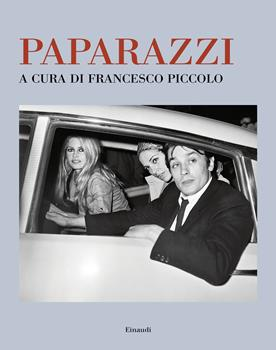 PAPARAZZI
A CURA DI FRANCESCO PICCOLO
Einaudi